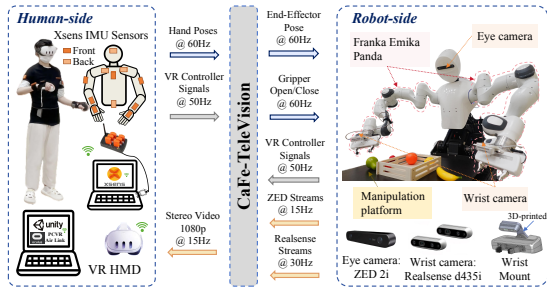 Human-side
Xsens IMU Sensors
Front
Back
xsens
unity
PCVR
Air Link
VR HMD
Hand Poses
@ 60Hz
VR Controller
Signals
@ 50Hz
Stereo Video
1080p
@ 15Hz
CaFe-TeleVision
End-Effector
Pose
@ 60Hz
Gripper
Open/Close
@ 60Hz
VR Controller
Signals
@ 50Hz
ZED Streams
@ 15Hz
Realsense
Streams
@ 30Hz
Robot-side
Franka Emika
Panda
Eye camera
Manipulation
platform
Wrist camera
3D-printed
Eye camera:
ZED 2i
Wrist camera:
Realsense d435i
Wrist
Mount